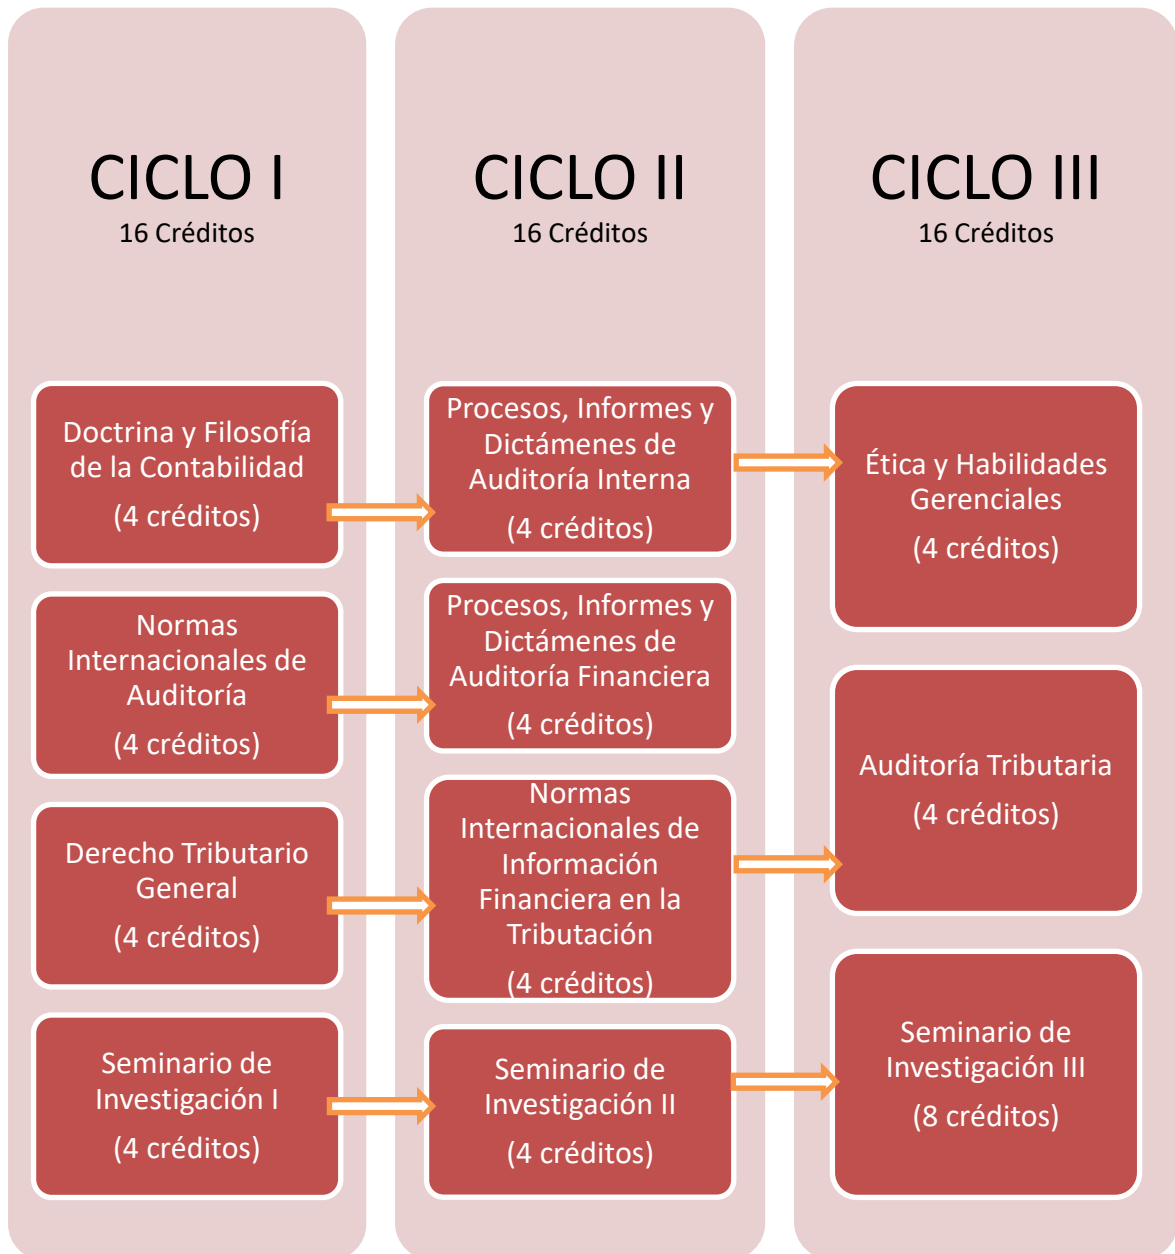 CICLO I
16 Créditos
Doctrina y Filosofía
de la Contabilidad
(4 créditos)
Normas
Internacionales de
Auditoría
(4 créditos)
Derecho Tributario
General
(4 créditos)
Seminario de
Investigación I
(4 créditos)
CICLO II
16 Créditos
Procesos, Informes y
Dictámenes de
Auditoría Interna
(4 créditos)
Procesos, Informes y
Dictámenes de
Auditoría Financiera
(4 créditos)
Normas
Internacionales de
Información
Financiera en la
Tributación
(4 créditos)
Seminario de
Investigación II
(4 créditos)
CICLO III
16 Créditos
Ética y Habilidades
Gerenciales
(4 créditos)
Auditoría Tributaria
(4 créditos)
Seminario de
Investigación III
(8 créditos)